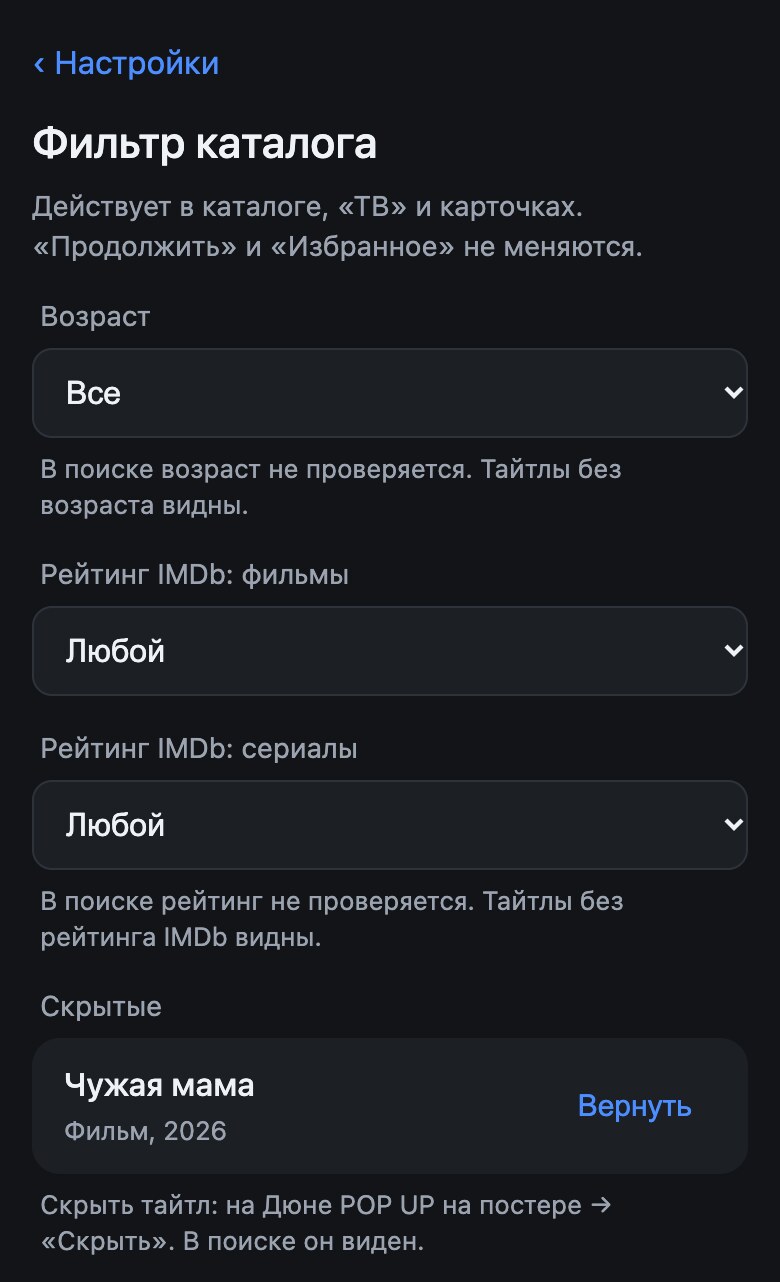 ‹ Настройки
Фильтр каталога
Действует в каталоге, «ТВ» и карточках.
«Продолжить» и «Избранное» не меняются.
Возраст
Все
В поиске возраст не проверяется. Тайтлы без
возраста видны.
Рейтинг IMDb: фильмы
Любой
Рейтинг IMDb: сериалы
Любой
В поиске рейтинг не проверяется. Тайтлы без
рейтинга IMDb видны.
Скрытые
Чужая мама
Фильм, 2026
Вернуть
Скрыть тайтл: на Дюне POP UP на постере →
«Скрыть». В поиске он виден.